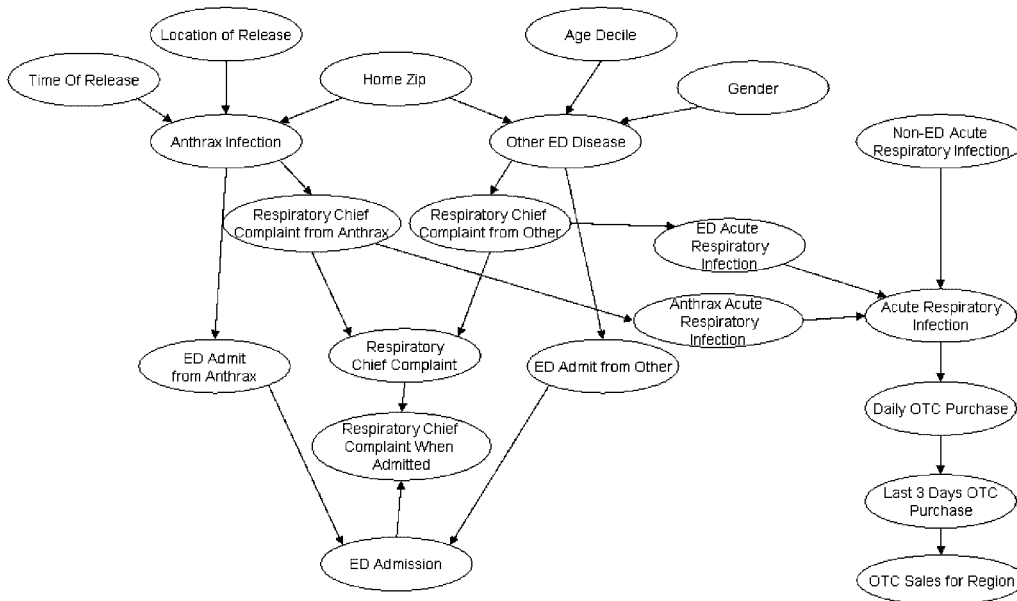 Location of Release
Age Decile
Time Of Release
Home Zip
Gender
Anthrax Infection
Other ED Disease
Non-ED Acute
Respiratory Infection
Respiratory Chief
Complaint from Anthrax
Respiratory Chief
Complaint from Other
ED Acute
Respiratory
Infection
Anthrax Acute
Respiratory
Infection
Acute Respiratory
Infection
ED Admit
from Anthrax
Respiratory
Chief Complaint
ED Admit from Other
Daily OTC Purchase
Respiratory Chief
Complaint When
Admitted
Last 3 Days OTC
Purchase
ED Admission
OTC Sales for Region